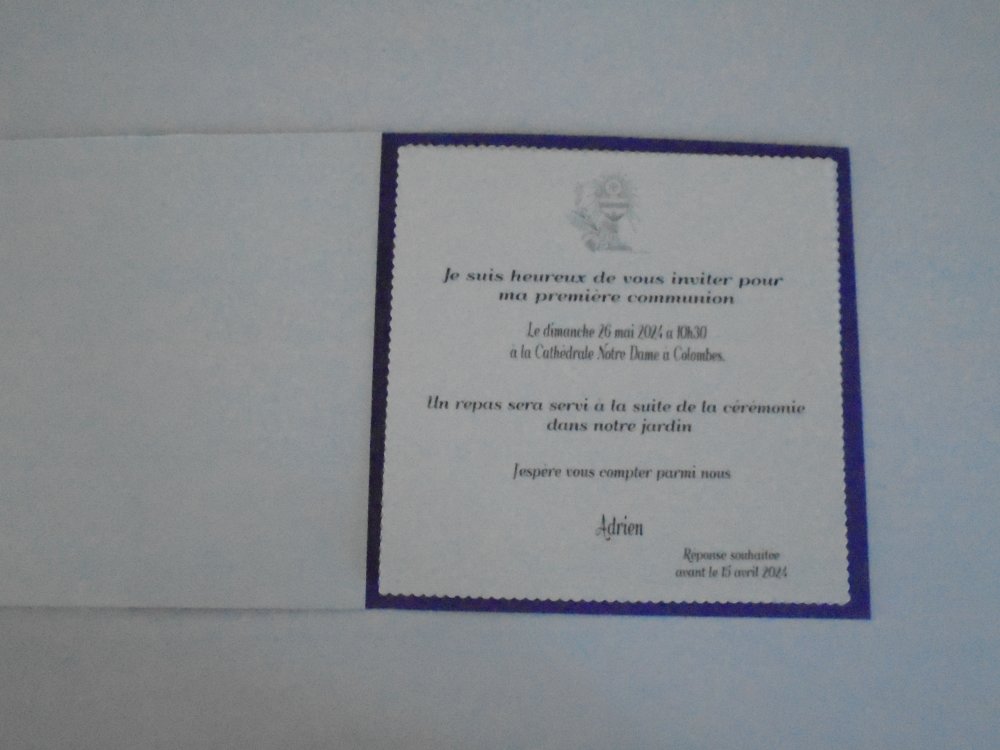 Je suis heureux de vous inviter pour
ma première communion
Le dimanche 26 mai 2024 a 10h30
à la Cathédrale Notre Dame à Colombes.
Un repas sera servi à la suite de la cérémonie
dans notre jardin
J'espère vous compter parmi nous
Adrien
Réponse souhaitée
avant le 15 avril 2024